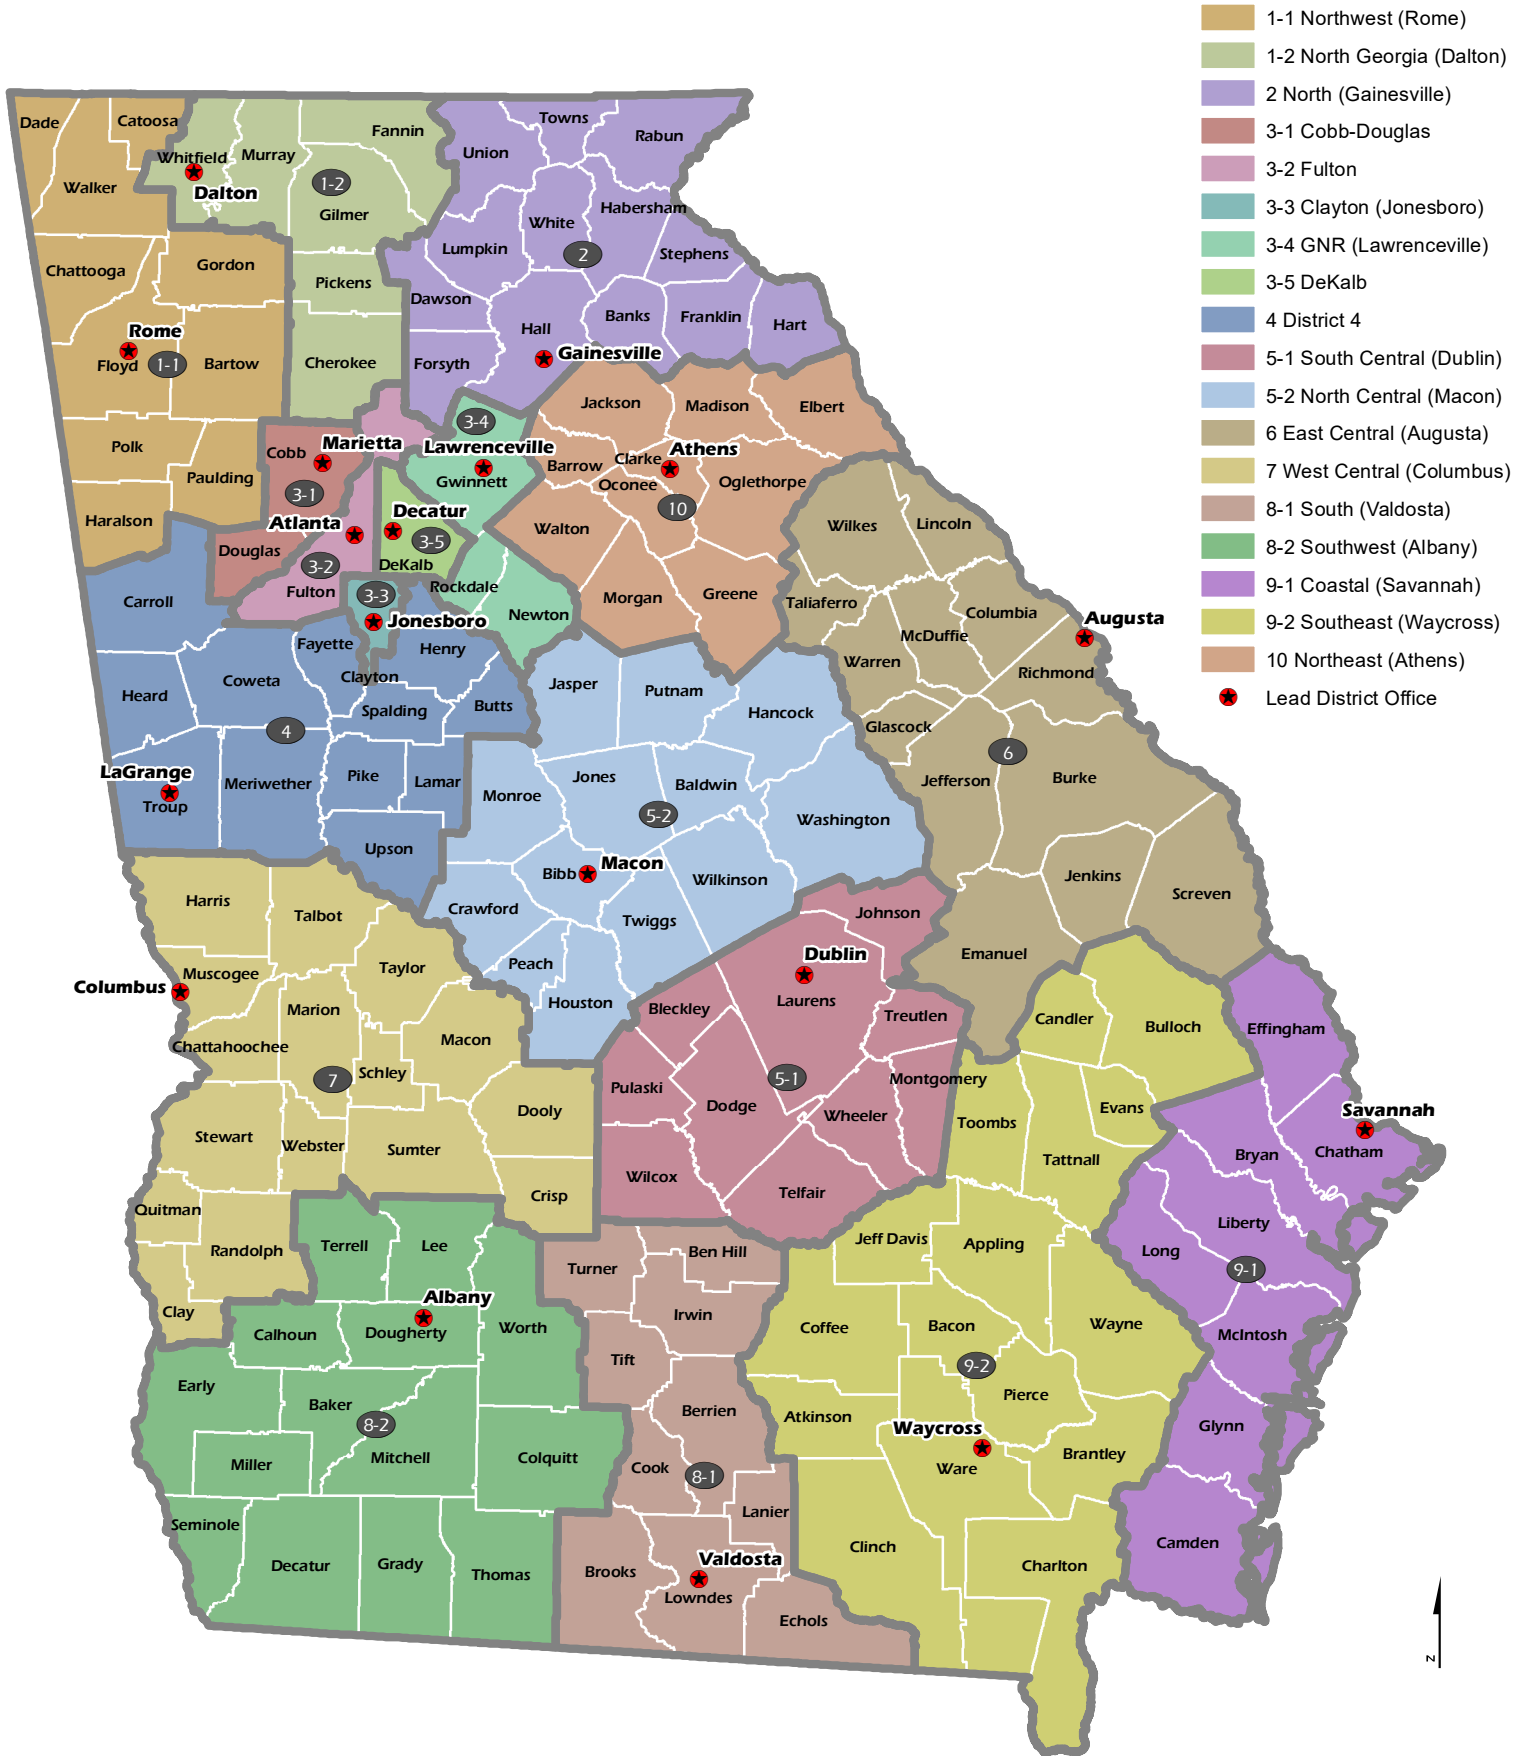 1-1 Northwest (Rome)
1-2 North Georgia (Dalton)
2 North (Gainesville)
3-1 Cobb-Douglas
3-2 Fulton
3-3 Clayton (Jonesboro)
3-4 GNR (Lawrenceville)
3-5 DeKalb
4 District 4
5-1 South Central (Dublin)
5-2 North Central (Macon)
6 East Central (Augusta)
7 West Central (Columbus)
8-1 South (Valdosta)
8-2 Southwest (Albany)
9-1 Coastal (Savannah)
9-2 Southeast (Waycross)
10 Northeast (Athens)
Lead District Office
Dade
Catoosa
Walker
Whitfield
Murray
Fannin
Dalton
1-2
Gilmer
Union
Towns
Rabun
White
Habersham
Lumpkin
2
Stephens
Chattooga
Gordon
Pickens
Dawson
Hall
Banks
Franklin
Hart
Rome
Floyd
1-1
Bartow
Cherokee
Forsyth
Gainesville
Jackson
Madison
Elbert
Polk
Paulding
Haralson
Cobb
Marietta
3-1
3-4
Lawrenceville
Gwinnett
Barrow
Clarke
Athens
Oconee
Oglethorpe
10
Walton
Morgan
Greene
Atlanta
Douglas
3-2
Fulton
Decatur
3-5
DeKalb
Rockdale
Newton
3-3
Jonesboro
Wilkes
Lincoln
Taliaferro
Columbia
McDuffie
Augusta
Warren
Richmond
Glascock
Carroll
Fayette
Henry
Clayton
Heard
Coweta
Spalding
Butts
4
LaGrange
Troup
Meriwether
Pike
Lamar
Upson
Jasper
Putnam
Hancock
Jones
Baldwin
Monroe
5-2
Washington
Bibb
Macon
Wilkinson
Crawford
Twiggs
Peach
Houston
6
Jefferson
Burke
Jenkins
Screven
Emanuel
Harris
Talbot
Taylor
Muscogee
Columbus
Marion
Chattahoochee
Macon
Schley
7
Dooly
Stewart
Webster
Sumter
Crisp
Quitman
Randolph
Clay
Johnson
Dublin
Laurens
Bleckley
Treutlen
Pulaski
Dodge
5-1
Montgomery
Wheeler
Wilcox
Telfair
Candler
Bulloch
Effingham
Toombs
Evans
Tattnall
Savannah
Bryan
Chatham
Liberty
Long
9-1
McIntosh
Glynn
Camden
Terrell
Lee
Albany
Calhoun
Dougherty
Worth
Early
Baker
8-2
Miller
Mitchell
Colquitt
Seminole
Decatur
Grady
Thomas
Turner
Ben Hill
Irwin
Tift
Berrien
Cook
8-1
Lanier
Brooks
Valdosta
Lowndes
Echols
Jeff Davis
Appling
Coffee
Bacon
Wayne
9-2
Pierce
Atkinson
Waycross
Ware
Brantley
Clinch
Charlton
N